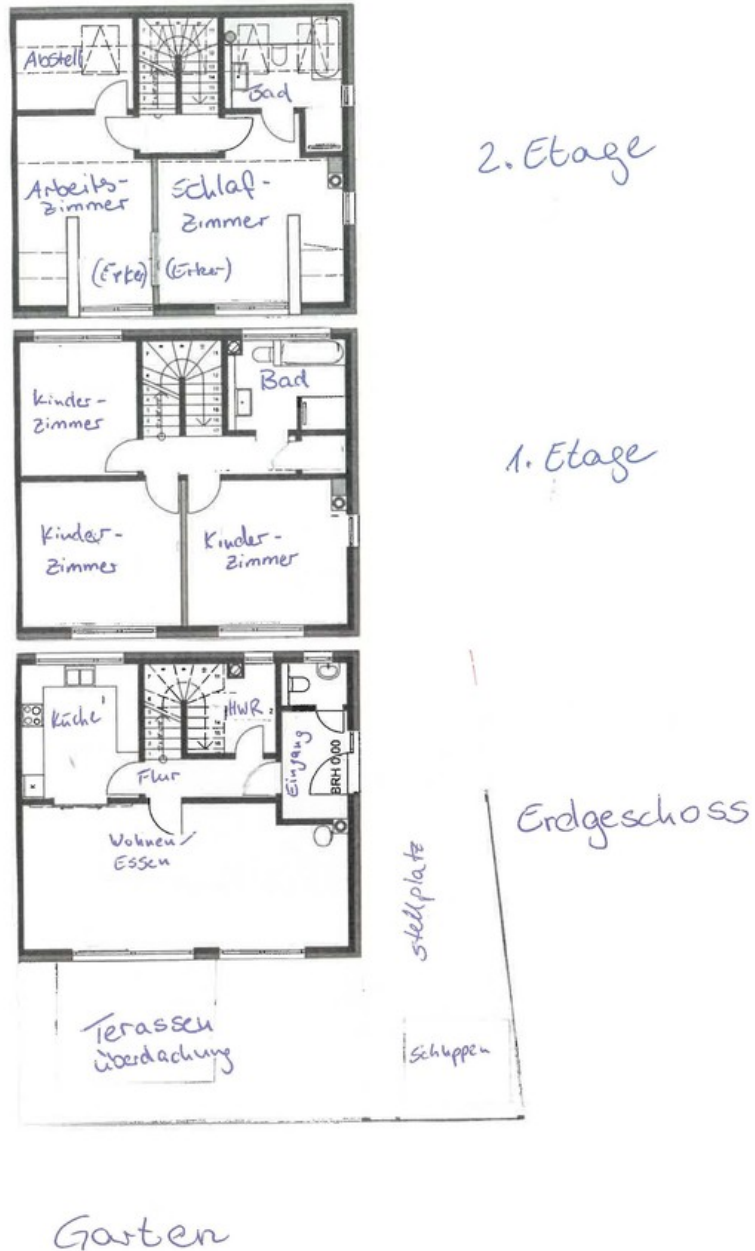 Abstell
Bad
2. Etage
Arbeits-
zimmer
Schlaf-
zimmer
(Erker)
(Erker)
Kinder-
zimmer
Bad
1. Etage
Kinder-
zimmer
Kinder-
zimmer
Küche
HWR
Eingang
BRH 0,00
Flur
K
Wohnen/
Essen
Erdgeschoss
stellplatz
Terassen
überdachung
Schuppen
Garten